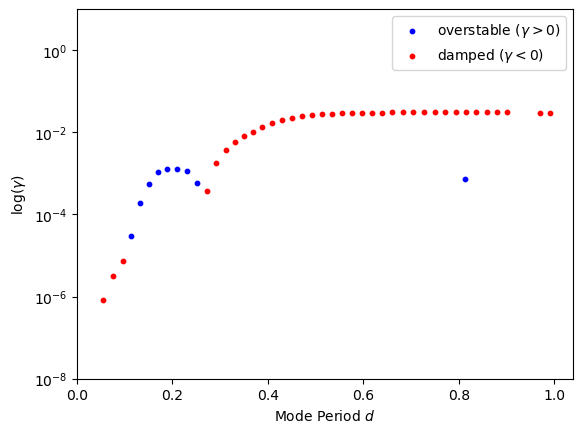 overstable (γ > 0)
damped (γ < 0)
log(γ)
10⁰
10⁻²
10⁻⁴
10⁻⁶
10⁻⁸
0.0 0.2 0.4 0.6 0.8 1.0
Mode Period d